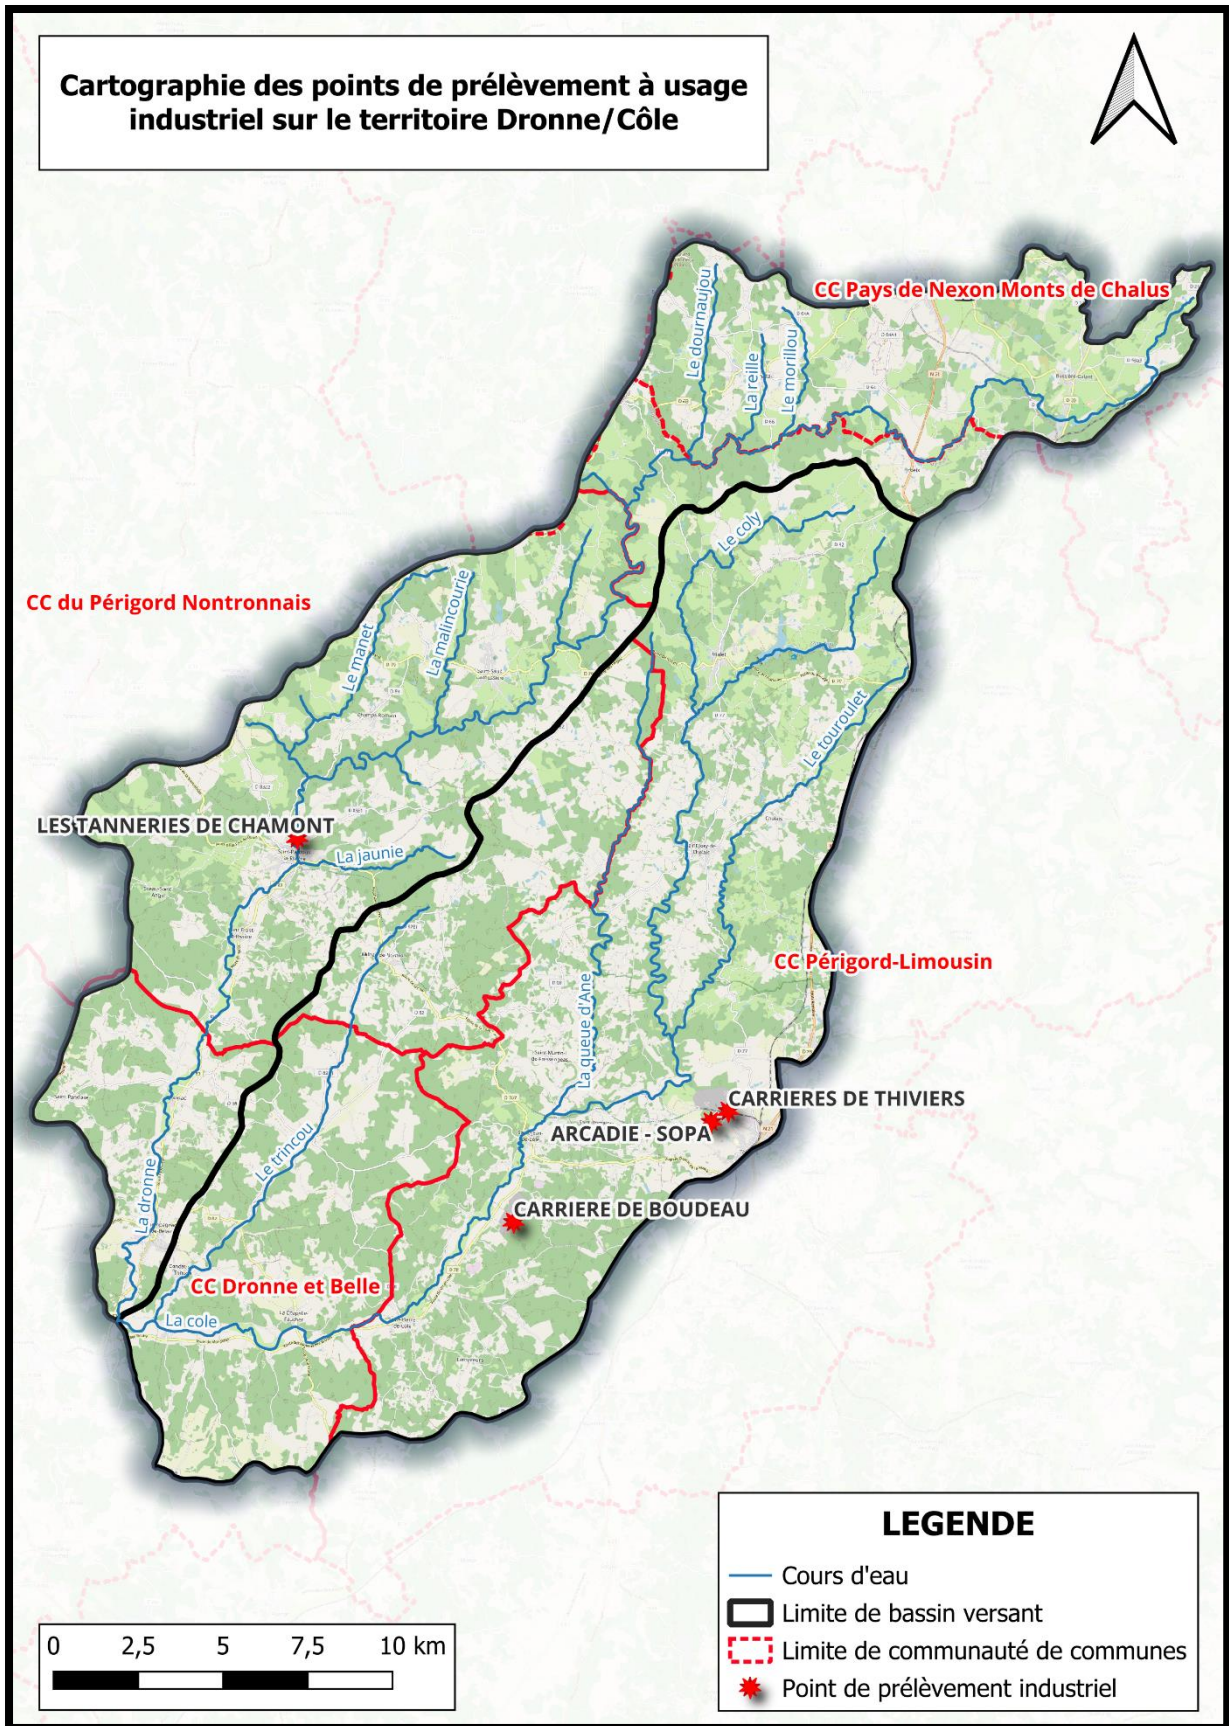 Cartographie des points de prélèvement à usage
industriel sur le territoire Dronne/Côle
CC Pays de Nexon Monts de Chalus
Le dournaujou
La reille
Le morillou
Le coly
CC du Périgord Nontronnais
Le manet
La malincourie
Le touroulet
LES TANNERIES DE CHAMONT
La jaunie
CC Périgord-Limousin
La queue d'Ane
CARRIERES DE THIVIERS
ARCADIE - SOPA
Le trincou
La dronne
CARRIERE DE BOUDEAU
CC Dronne et Belle
La cole
LEGENDE
Cours d'eau
Limite de bassin versant
Limite de communauté de communes
Point de prélèvement industriel
0 2,5 5 7,5 10 km